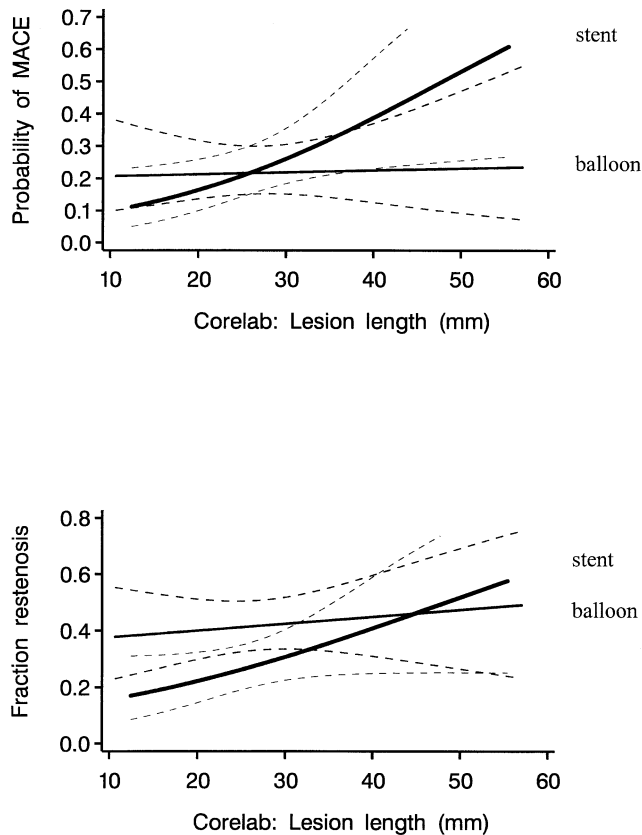 Probability of MACE
0.7
0.6
0.5
0.4
0.3
0.2
0.1
0.0
stent
balloon
10 20 30 40 50 60
Corelab: Lesion length (mm)
Fraction restenosis
0.8
0.6
0.4
0.2
0.0
stent
balloon
10 20 30 40 50 60
Corelab: Lesion length (mm)